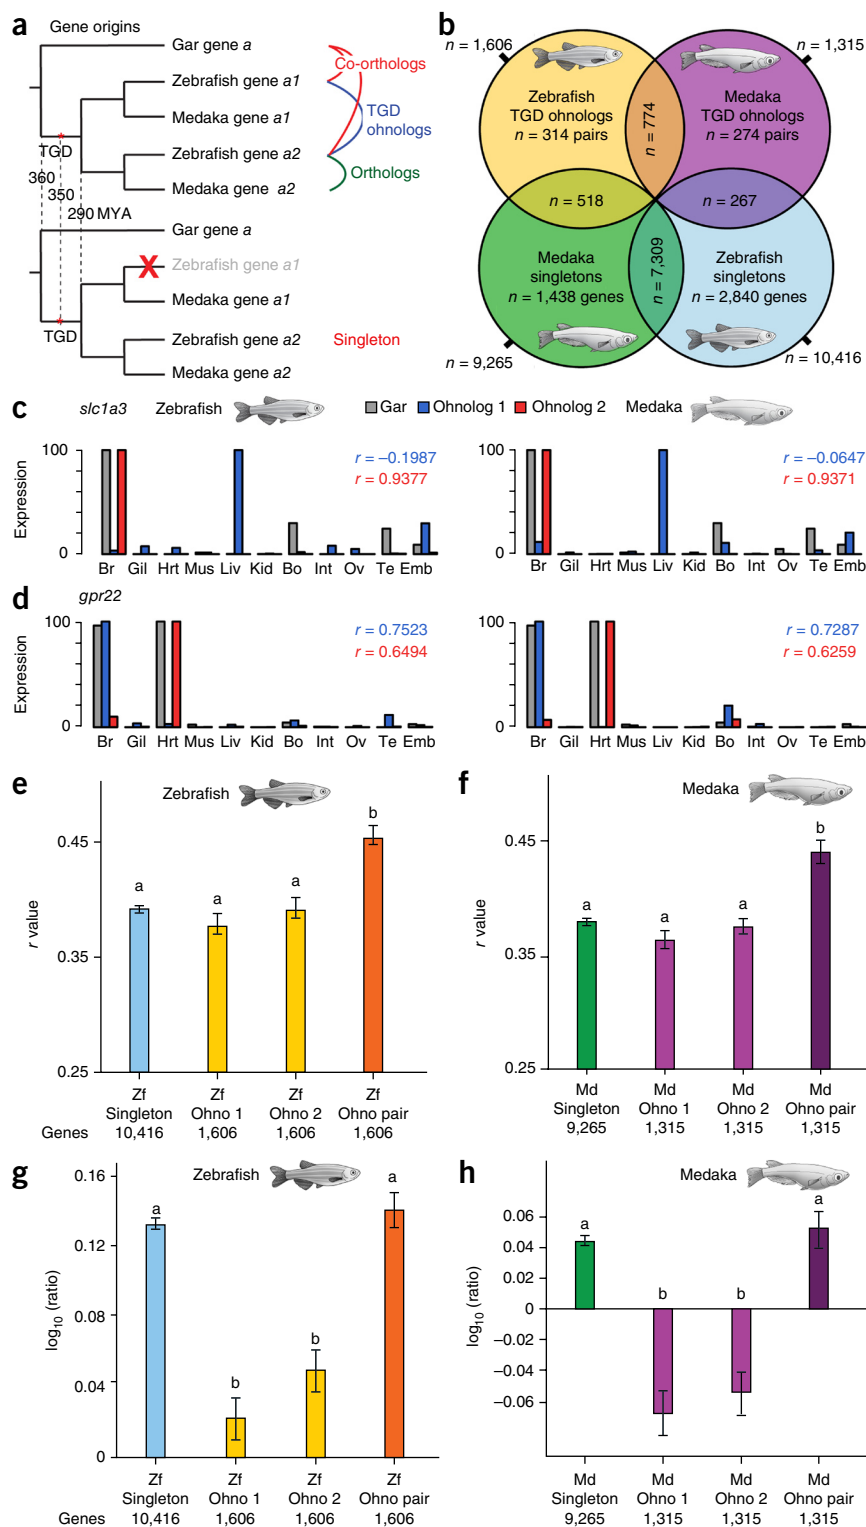 a
Gene origins
Gar gene a
Zebrafish gene a1
Medaka gene a1
Zebrafish gene a2
Medaka gene a2
Co-orthologs
TGD
ohnologs
Orthologs
TGD
360
350
290 MYA
Gar gene a
Zebrafish gene a1
X
Medaka gene a1
Zebrafish gene a2
Medaka gene a2
TGD
Singleton
b
n = 1,606
n = 1,315
Zebrafish
TGD ohnologs
n = 314 pairs
n = 774
Medaka
TGD ohnologs
n = 274 pairs
n = 518
n = 267
Medaka
singletons
n = 1,438 genes
n = 7,309
Zebrafish
singletons
n = 2,840 genes
n = 9,265
n = 10,416
c
slc1a3
Zebrafish
Gar
Ohnolog 1
Ohnolog 2
Medaka
Expression
100
0
r = –0.1987
r = 0.9377
Br Gil Hrt Mus Liv Kid Bo Int Ov Te Emb
100
0
r = –0.0647
r = 0.9371
Br Gil Hrt Mus Liv Kid Bo Int Ov Te Emb
d
gpr22
Expression
100
0
r = 0.7523
r = 0.6494
Br Gil Hrt Mus Liv Kid Bo Int Ov Te Emb
100
0
r = 0.7287
r = 0.6259
Br Gil Hrt Mus Liv Kid Bo Int Ov Te Emb
e
Zebrafish
r value
0.45
0.35
0.25
a
a
a
b
Zf Zf Zf Zf
Singleton Ohno 1 Ohno 2 Ohno pair
Genes 10,416 1,606 1,606 1,606
f
Medaka
r value
0.45
0.35
0.25
a
a
a
b
Md Md Md Md
Singleton Ohno 1 Ohno 2 Ohno pair
9,265 1,315 1,315 1,315
g
Zebrafish
log10 (ratio)
0.16
0.12
0.08
0.04
0
a
b
b
a
Zf Zf Zf Zf
Singleton Ohno 1 Ohno 2 Ohno pair
Genes 10,416 1,606 1,606 1,606
h
Medaka
log10 (ratio)
0.06
0.04
0.02
0
–0.02
–0.04
–0.06
a
b
b
a
Md Md Md Md
Singleton Ohno 1 Ohno 2 Ohno pair
9,265 1,315 1,315 1,315